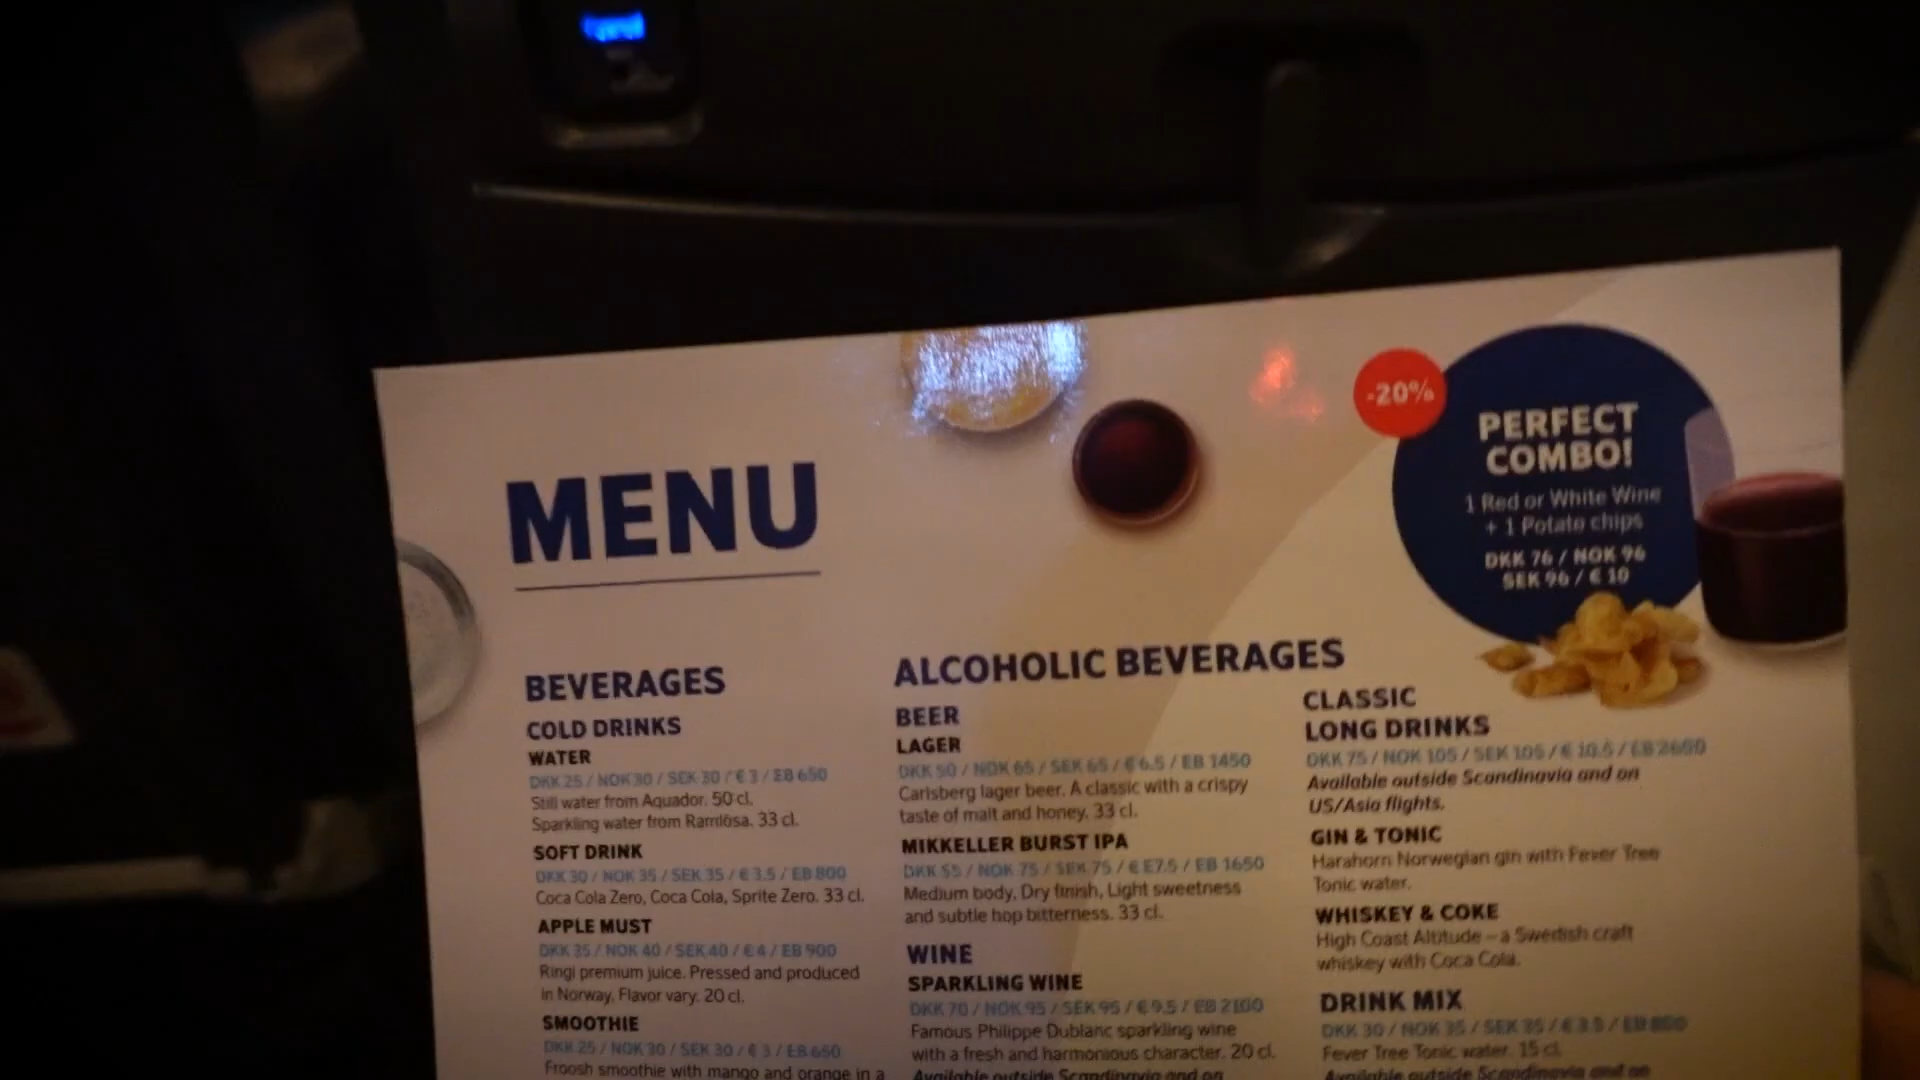 MENU
-20%
PERFECT
COMBO!
1 Red or White Wine
+ 1 Potato chips
DKK 76 / NOK 96
SEK 96 / € 10
BEVERAGES
COLD DRINKS
WATER
DKK 25 / NOK 30 / SEK 30 / € 3 / EB 650
Still water from Aquador. 50 cl.
Sparkling water from Ramlösa. 33 cl.
SOFT DRINK
DKK 30 / NOK 35 / SEK 35 / € 3.5 / EB 800
Coca Cola Zero, Coca Cola, Sprite Zero. 33 cl.
APPLE MUST
DKK 35 / NOK 40 / SEK 40 / € 4 / EB 900
Ringi premium juice. Pressed and produced
in Norway. Flavor vary. 20 cl.
SMOOTHIE
DKK 25 / NOK 30 / SEK 30 / € 3 / EB 650
Froosh smoothie with mango and orange in a
ALCOHOLIC BEVERAGES
BEER
LAGER
DKK 50 / NOK 65 / SEK 65 / € 6.5 / EB 1450
Carlsberg lager beer. A classic with a crispy
taste of malt and honey. 33 cl.
MIKKELLER BURST IPA
DKK 55 / NOK 75 / SEK 75 / € E7.5 / EB 1650
Medium body, Dry finish, Light sweetness
and subtle hop bitterness. 33 cl.
WINE
SPARKLING WINE
DKK 70 / NOK 95 / SEK 95 / € 9.5 / EB 2100
Famous Philippe Dublanc sparkling wine
with a fresh and harmonious character. 20 cl.
Available outside Scandinavia and on
CLASSIC
LONG DRINKS
DKK 75 / NOK 105 / SEK 105 / € 10.5 / EB 2600
Available outside Scandinavia and on
US/Asia flights.
GIN & TONIC
Harahorn Norwegian gin with Fever Tree
Tonic water.
WHISKEY & COKE
High Coast Altitude – a Swedish craft
whiskey with Coca Cola.
DRINK MIX
DKK 30 / NOK 35 / SEK 35 / € 3.5 / EB 800
Fever Tree Tonic water. 15 cl.
Available outside Scandinavia and on